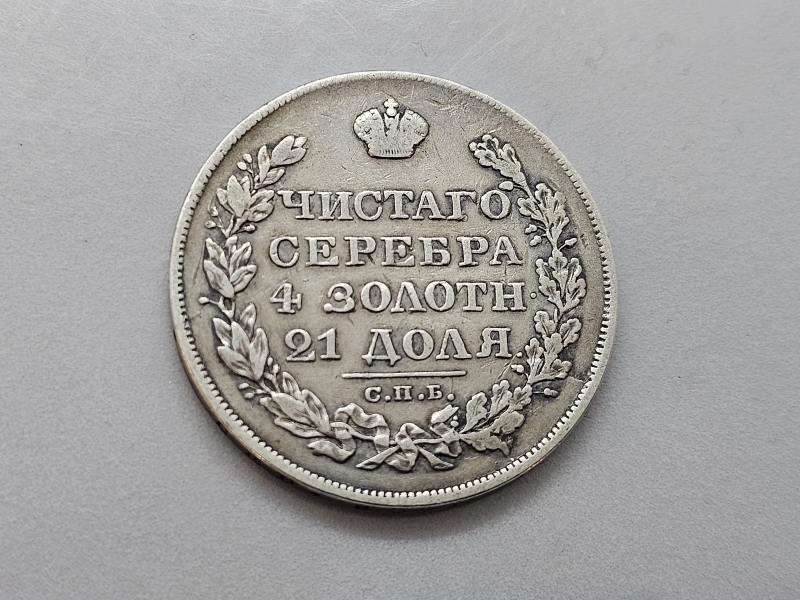 ЧИСТАГО
СЕРЕБРА
4 ЗОЛОТН
21 ДОЛЯ
С.П.Б.